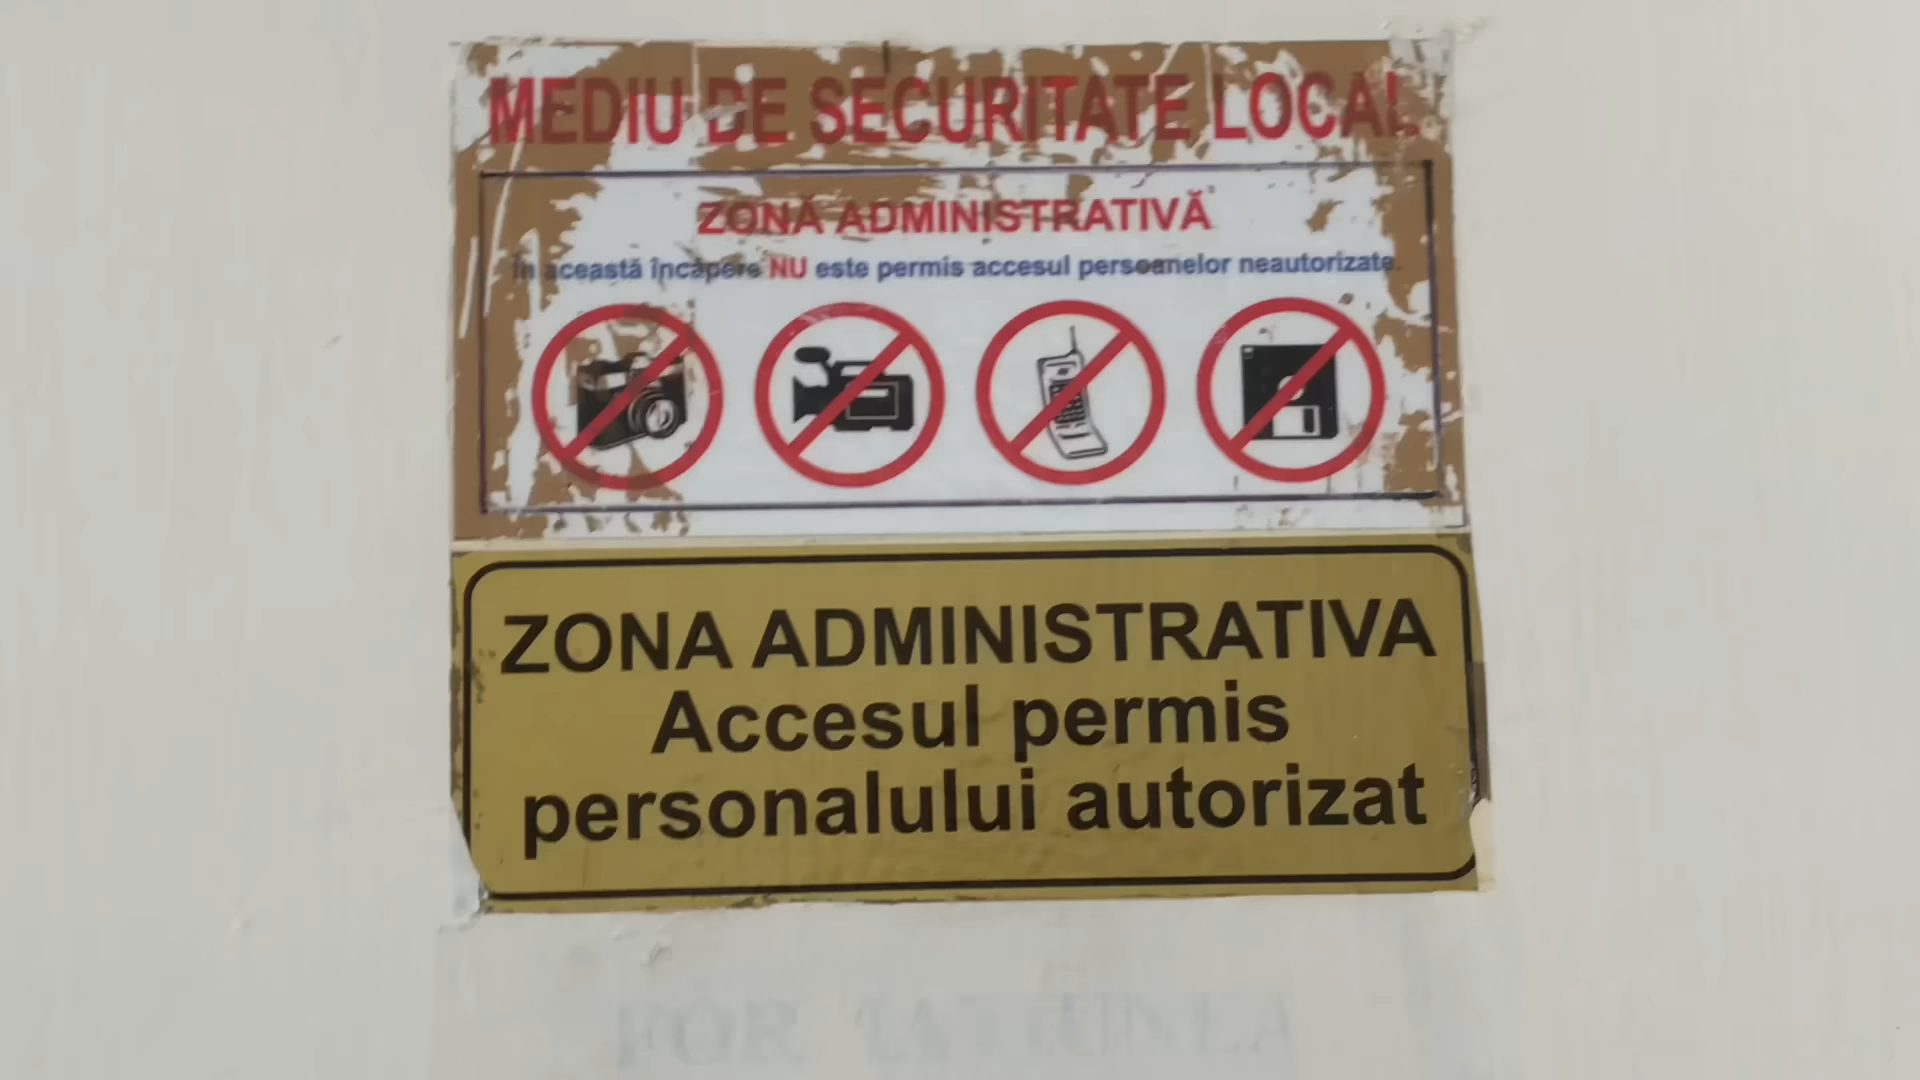 MEDIU DE SECURITATE LOCAL
ZONĂ ADMINISTRATIVĂ
În această încăpere NU este permis accesul persoanelor neautorizate.
ZONA ADMINISTRATIVA
Accesul permis
personalului autorizat